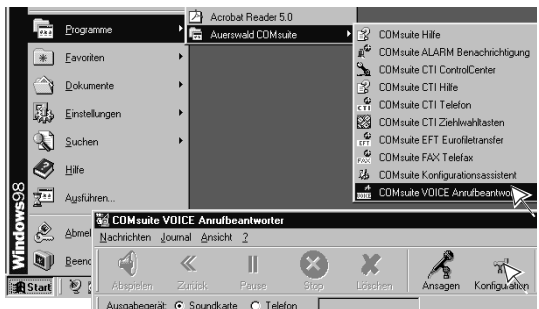 Programme
Favoriten
Dokumente
Einstellungen
Suchen
Hilfe
Ausführen...
Abmel
Beend
Windows98
Start
Acrobat Reader 5.0
Auerswald COMsuite
COMsuite Hilfe
COMsuite ALARM Benachrichtigung
COMsuite CTI ControlCenter
COMsuite CTI Hilfe
COMsuite CTI Telefon
COMsuite CTI Zielwahltasten
COMsuite EFT Eurofiletransfer
COMsuite FAX Telefax
COMsuite Konfigurationsassistent
COMsuite VOICE Anrufbeantwo
COMsuite VOICE Anrufbeantworter
Nachrichten Journal Ansicht ?
Abspielen Zurück Pause Stop Löschen Ansagen Konfiguration
Ausgabegerät: Soundkarte Telefon